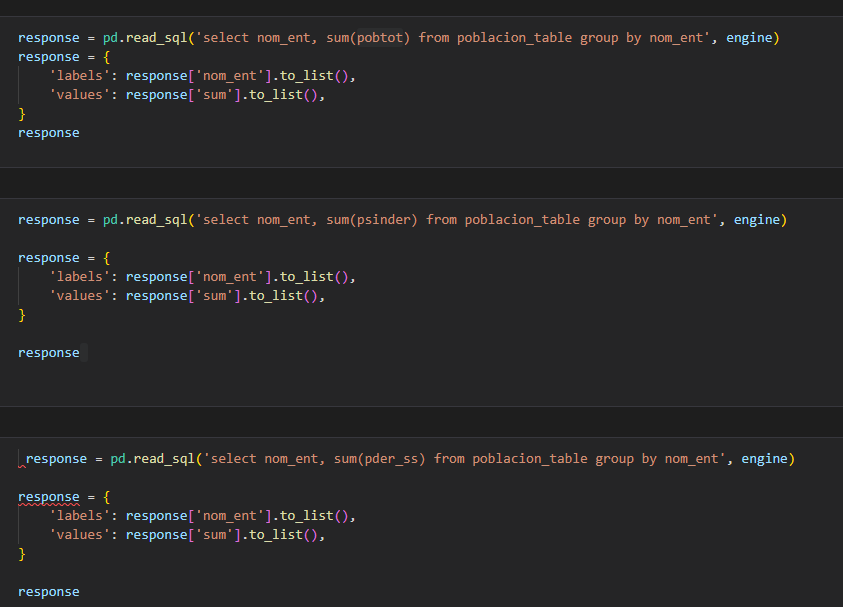 response = pd.read_sql('select nom_ent, sum(pobtot) from poblacion_table group by nom_ent', engine)
response = {
    'labels': response['nom_ent'].to_list(),
    'values': response['sum'].to_list(),
}
response
response = pd.read_sql('select nom_ent, sum(psinder) from poblacion_table group by nom_ent', engine)
response = {
    'labels': response['nom_ent'].to_list(),
    'values': response['sum'].to_list(),
}
response
 response = pd.read_sql('select nom_ent, sum(pder_ss) from poblacion_table group by nom_ent', engine)
response = {
    'labels': response['nom_ent'].to_list(),
    'values': response['sum'].to_list(),
}
response